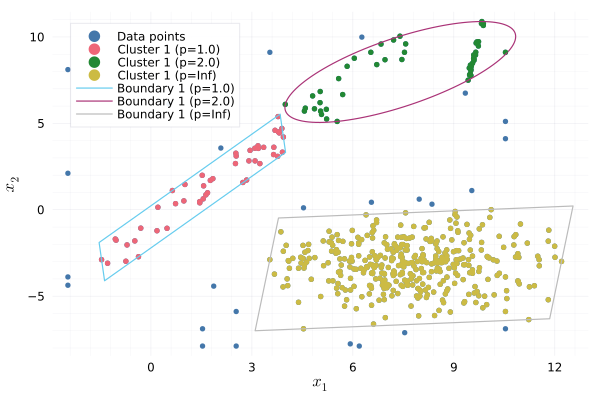 10
5
0
−5
0
3
6
9
12
x₂
x₁
Data points
Cluster 1 (p=1.0)
Cluster 1 (p=2.0)
Cluster 1 (p=Inf)
Boundary 1 (p=1.0)
Boundary 1 (p=2.0)
Boundary 1 (p=Inf)